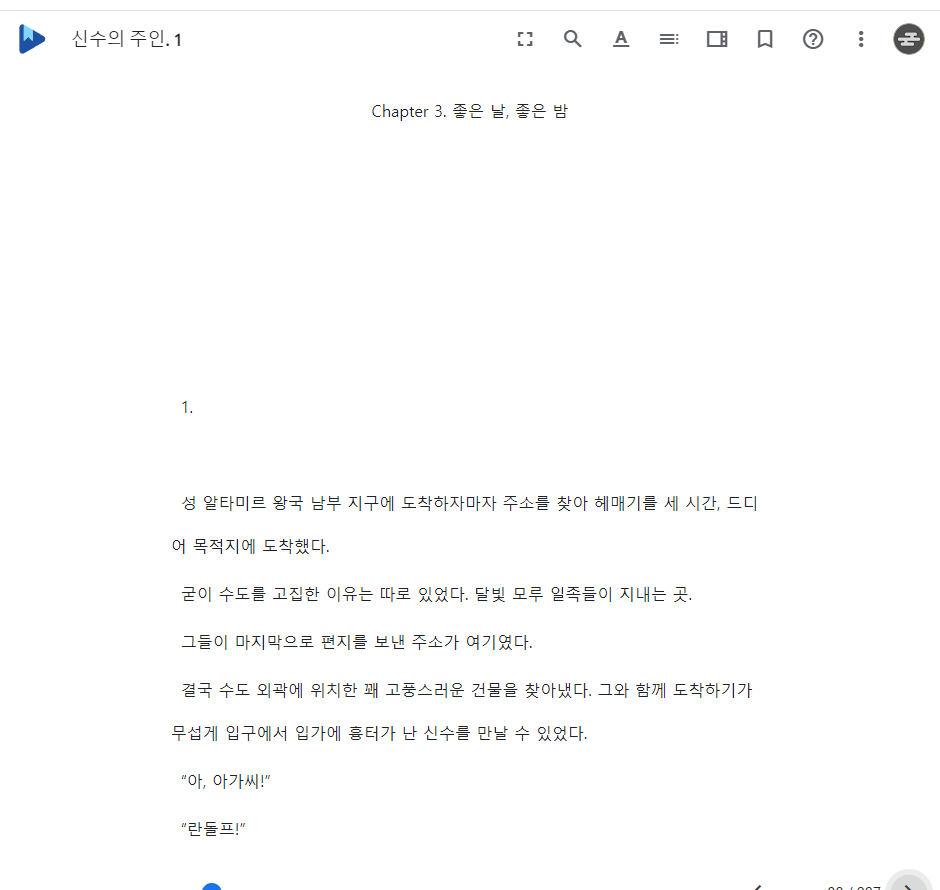 신수의 주인. 1
Chapter 3. 좋은 날, 좋은 밤
1.
성 알타미르 왕국 남부 지구에 도착하자마자 주소를 찾아 헤매기를 세 시간, 드디
어 목적지에 도착했다.
굳이 수도를 고집한 이유는 따로 있었다. 달빛 모루 일족들이 지내는 곳.
그들이 마지막으로 편지를 보낸 주소가 여기였다.
결국 수도 외곽에 위치한 꽤 고풍스러운 건물을 찾아냈다. 그와 함께 도착하기가
무섭게 입구에서 입가에 흉터가 난 신수를 만날 수 있었다.
“아, 아가씨!”
“란돌프!”